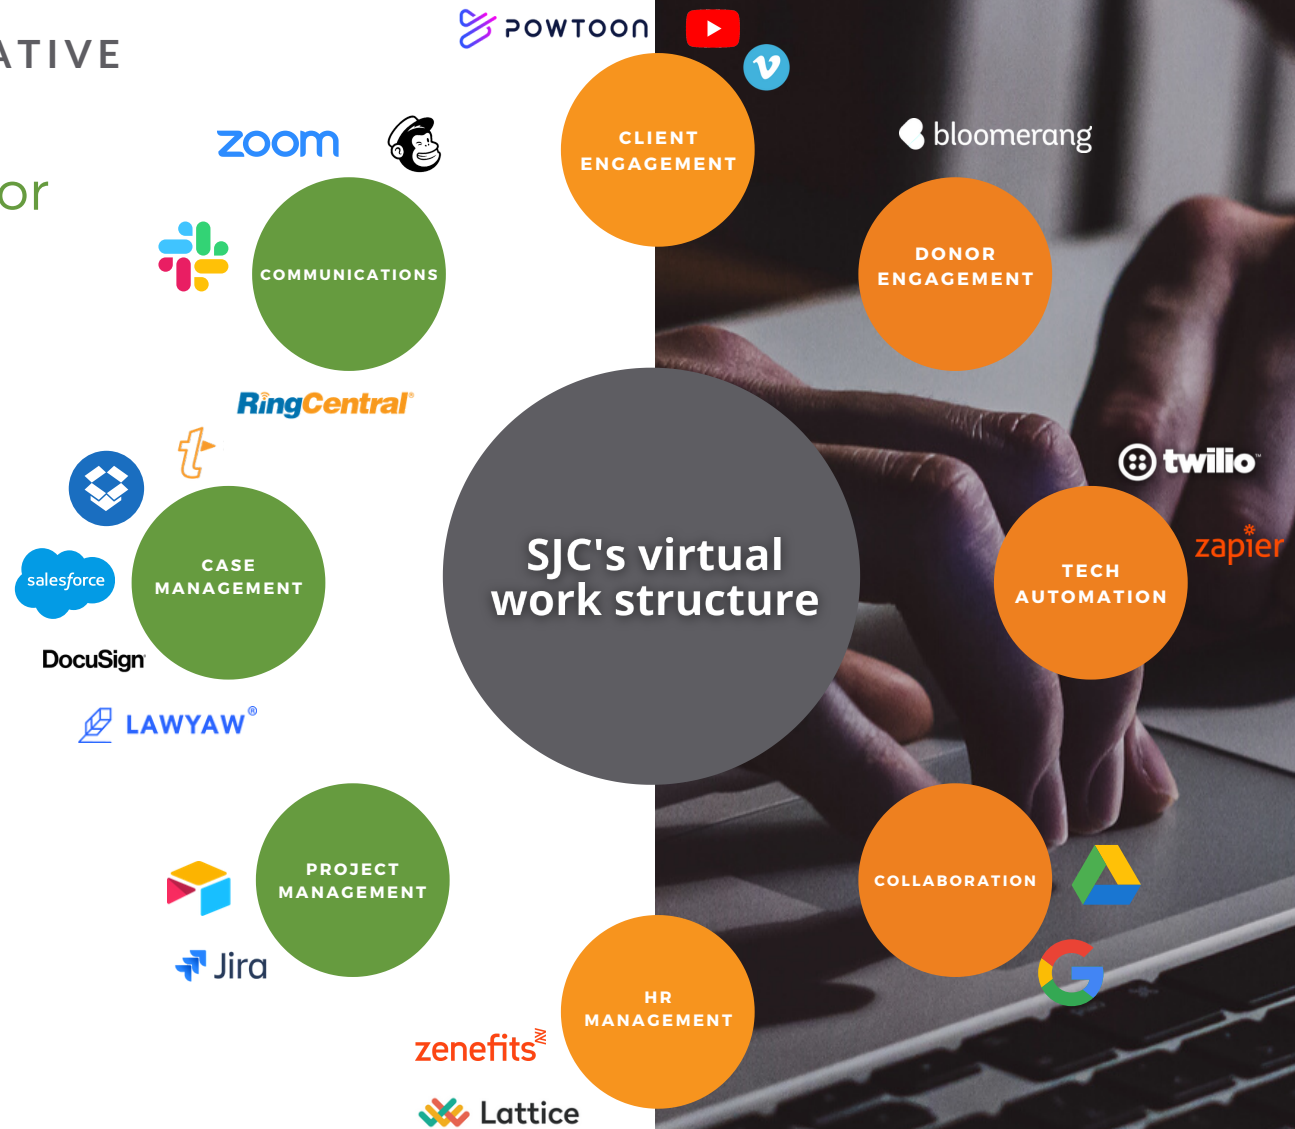 ATIVE
or
POWTOON
CLIENT
ENGAGEMENT
zoom
COMMUNICATIONS
RingCentral®
bloomerang
DONOR
ENGAGEMENT
t
salesforce
DocuSign
LAWYAW®
CASE
MANAGEMENT
SJC's virtual
work structure
twilio™
zapier
TECH
AUTOMATION
PROJECT
MANAGEMENT
Jira
COLLABORATION
G
HR
MANAGEMENT
zenefits
Lattice